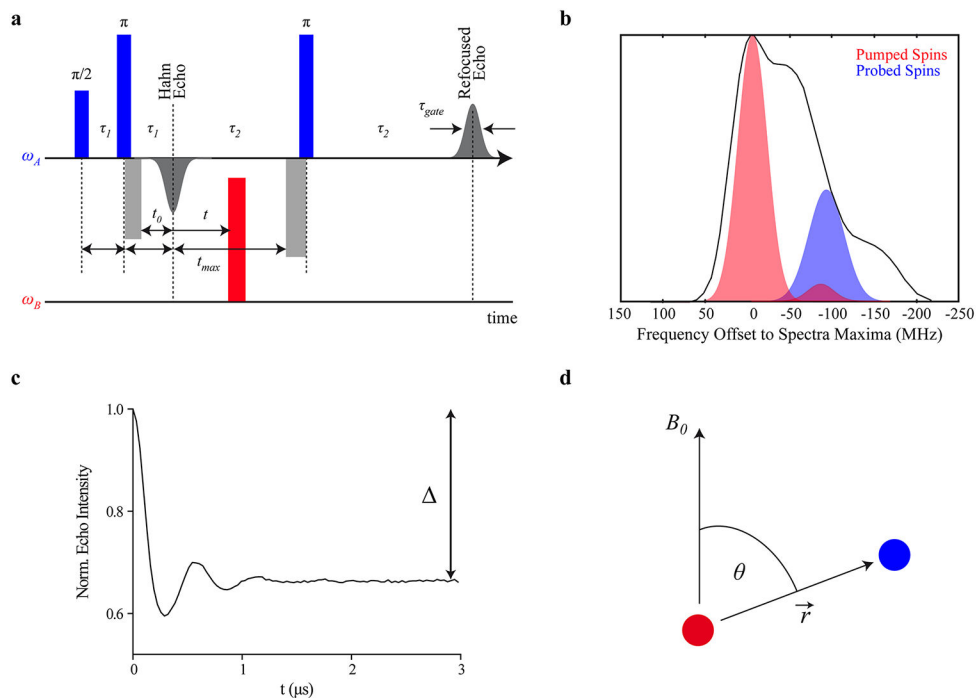 a
π/2
π
π
Hahn
Echo
Refocused
Echo
τ1
τ1
τ2
τ2
τgate
ωA
t0
t
tmax
ωB
time
b
Pumped Spins
Probed Spins
150 100 50 0 -50 -100 -150 -200 -250
Frequency Offset to Spectra Maxima (MHz)
c
1.0
0.8
0.6
Norm. Echo Intensity
Δ
0 1 2 3
t (μs)
d
B0
θ
r